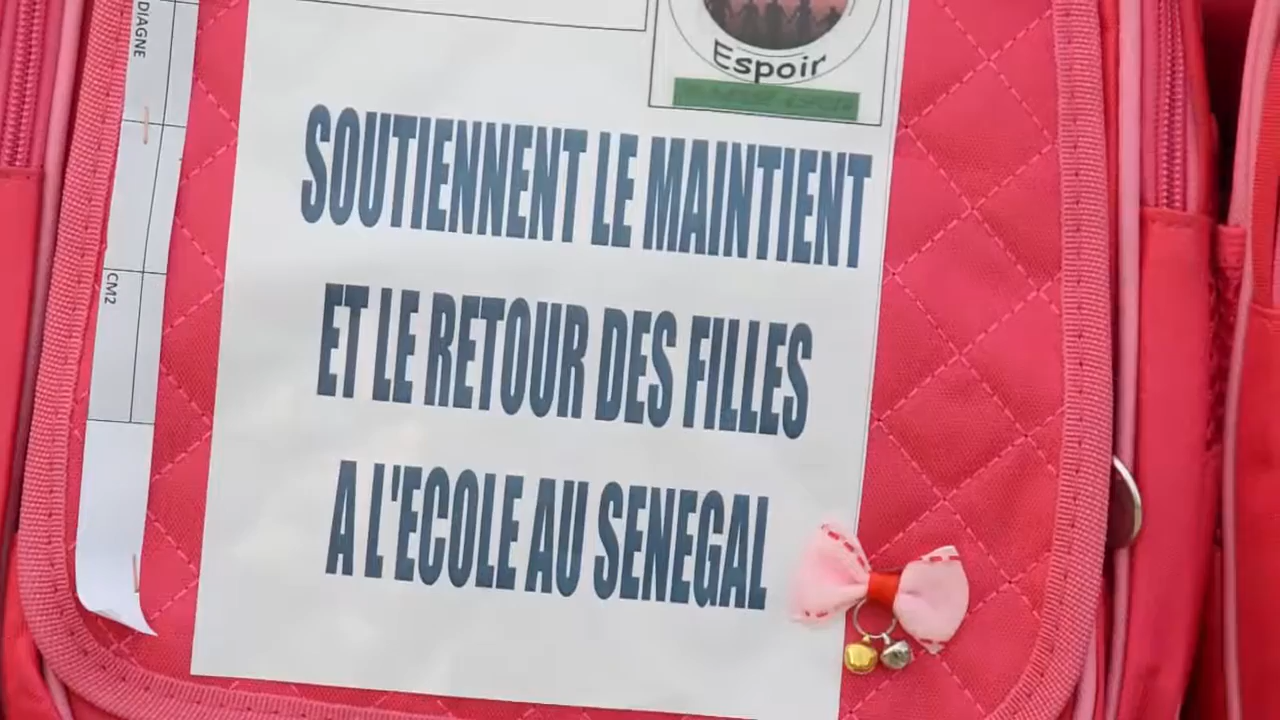 DIAGNE
CM2
Espoir
SOUTIENNENT LE MAINTIENT
ET LE RETOUR DES FILLES
A L'ECOLE AU SENEGAL